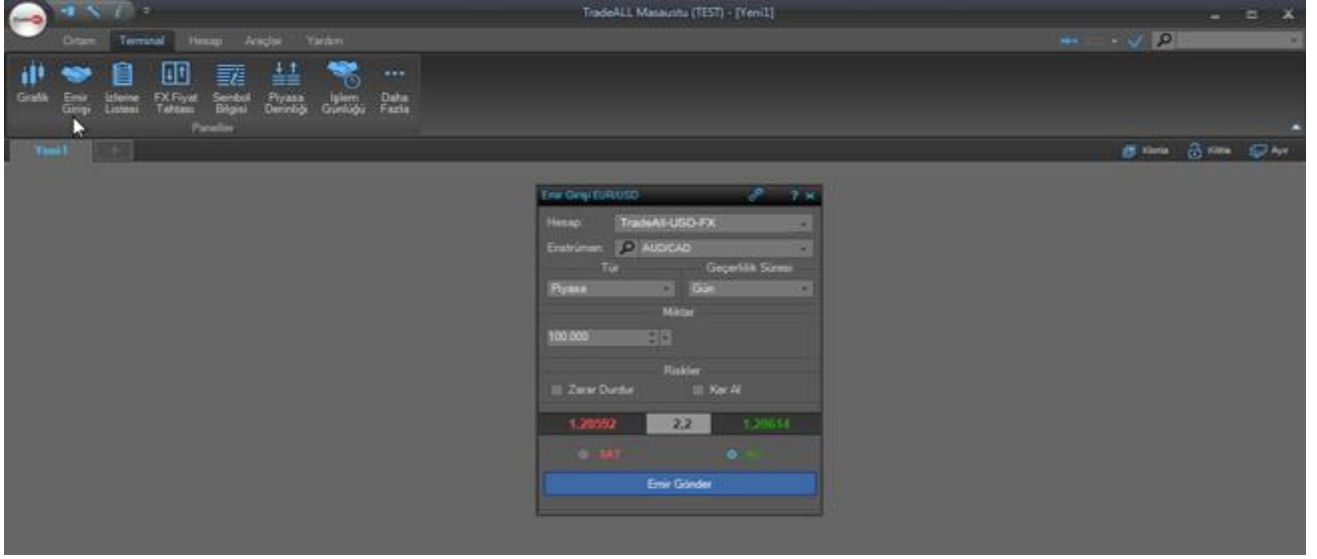 TradeALL Masaustu (TEST) - [Yeni1]
Ortam Terminal Hesap Araçlar Yardım
Grafik Emir Girişi İzleme Listesi FX Fiyat Tahtası Sembol Bilgisi Piyasa Derinliği İşlem Günlüğü Daha Fazla
Paneller
Yeni1 + Klonla Kilitle Ayır
Emir Girişi EUR/USD ?
Hesap: TradeAll-USD-FX
Enstrüman: AUD/CAD
Tür Geçerlilik Süresi
Piyasa Gün
Miktar
100.000
Riskler
Zarar Durdur Kar Al
1,20592 2,2 1,20614
SAT AL
Emir Gönder